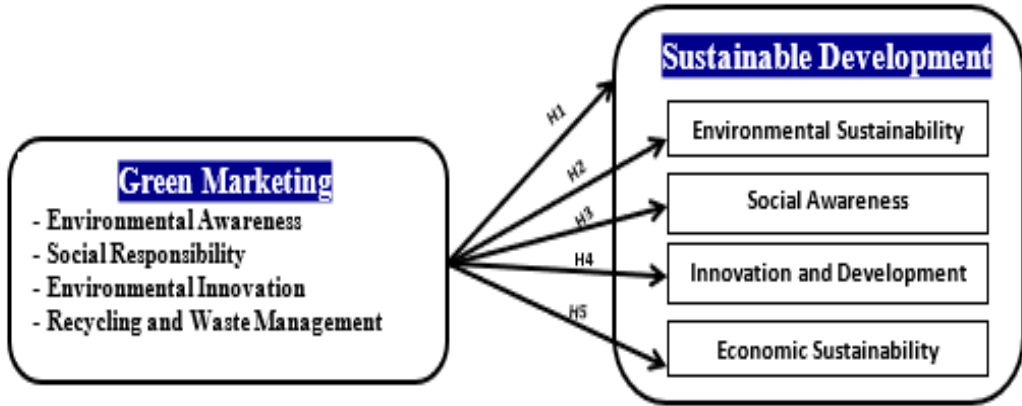 Green Marketing
- Environmental Awareness
- Social Responsibility
- Environmental Innovation
- Recycling and Waste Management
H1
H2
H3
H4
H5
Sustainable Development
Environmental Sustainability
Social Awareness
Innovation and Development
Economic Sustainability